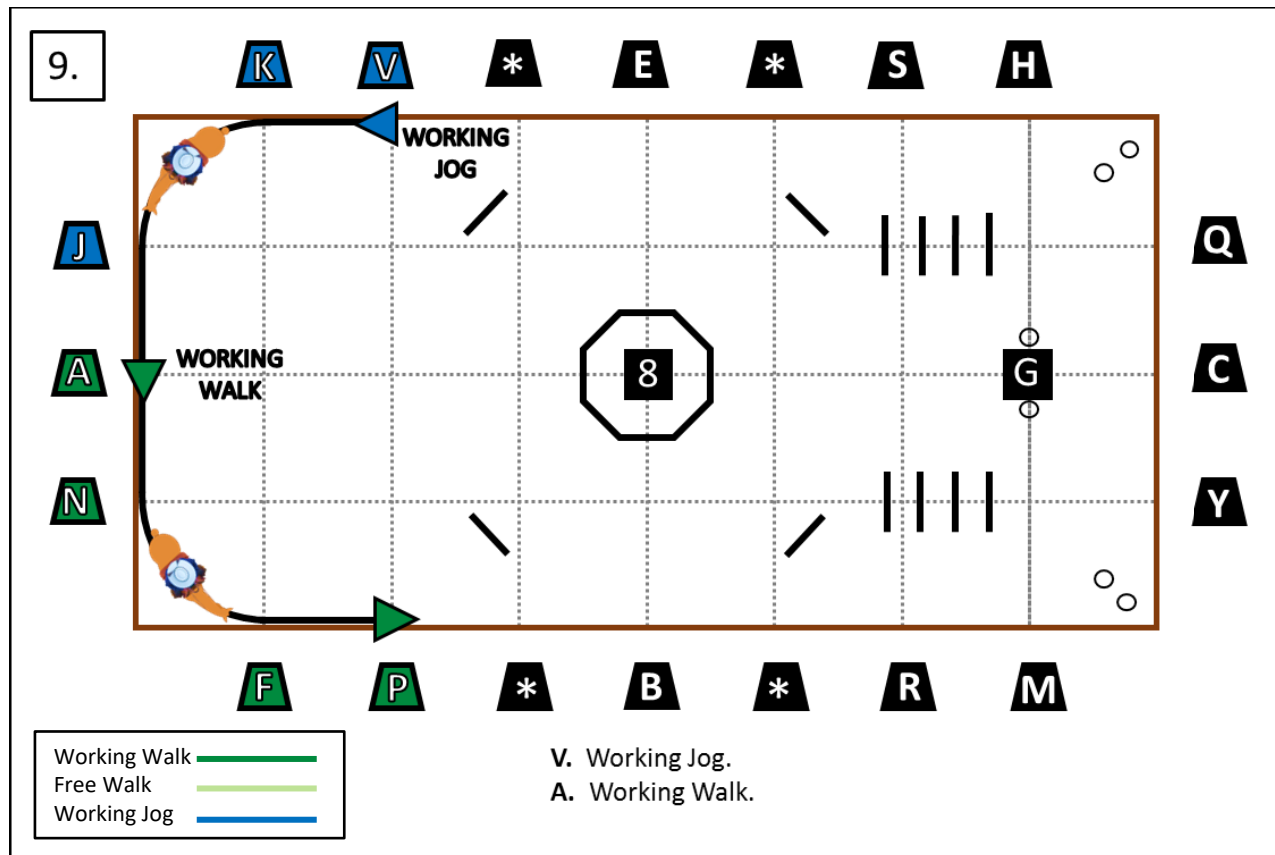 9.
K V * E * S H
WORKING
JOG
J Q
A WORKING
WALK 8 G C
N Y
F P * B * R M
Working Walk
Free Walk
Working Jog
V. Working Jog.
A. Working Walk.